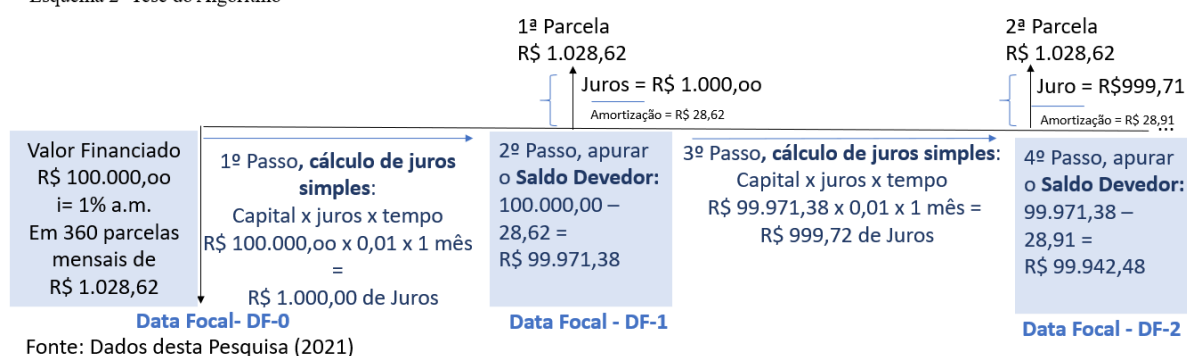 Esquema 2- Tese do Algoritmo
1ª Parcela
R$ 1.028,62
Juros = R$ 1.000,oo
Amortização = R$ 28,62
2ª Parcela
R$ 1.028,62
Juro = R$999,71
Amortização = R$ 28,91
...
Valor Financiado
R$ 100.000,oo
i= 1% a.m.
Em 360 parcelas
mensais de
R$ 1.028,62
1º Passo, cálculo de juros
simples:
Capital x juros x tempo
R$ 100.000,oo x 0,01 x 1 mês
=
R$ 1.000,00 de Juros
2º Passo, apurar
o Saldo Devedor:
100.000,00 –
28,62 =
R$ 99.971,38
3º Passo, cálculo de juros simples:
Capital x juros x tempo
R$ 99.971,38 x 0,01 x 1 mês =
R$ 999,72 de Juros
4º Passo, apurar
o Saldo Devedor:
99.971,38 –
28,91 =
R$ 99.942,48
Data Focal- DF-0
Data Focal - DF-1
Data Focal - DF-2
Fonte: Dados desta Pesquisa (2021)